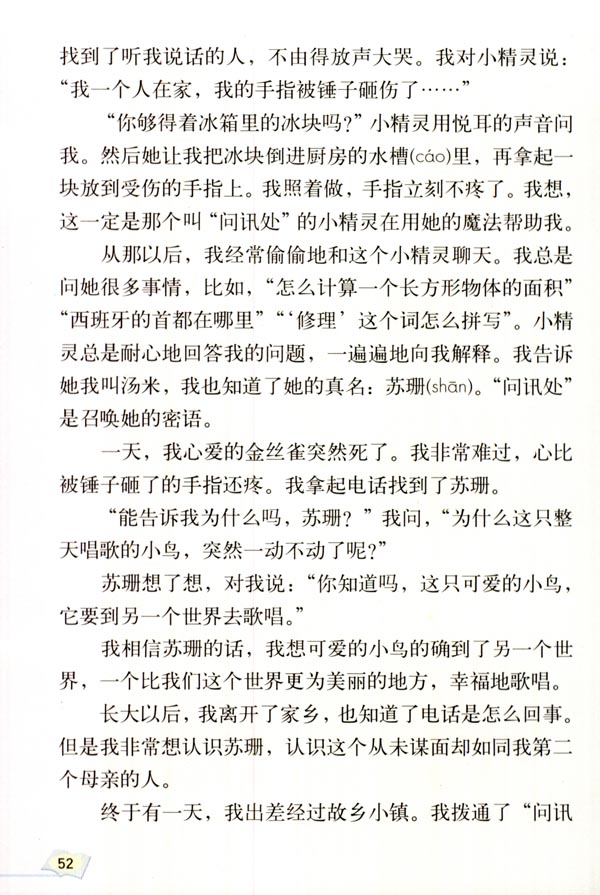 找到了听我说话的人，不由得放声大哭。我对小精灵说：
“我一个人在家，我的手指被锤子砸伤了……”
“你够得着冰箱里的冰块吗？”小精灵用悦耳的声音问
我。然后她让我把冰块倒进厨房的水槽(cáo)里，再拿起一
块放到受伤的手指上。我照着做，手指立刻不疼了。我想，
这一定是那个叫“问讯处”的小精灵在用她的魔法帮助我。
从那以后，我经常偷偷地和这个小精灵聊天。我总是
问她很多事情，比如，“怎么计算一个长方形物体的面积”
“西班牙的首都在哪里”“‘修理’这个词怎么拼写”。小精
灵总是耐心地回答我的问题，一遍遍地向我解释。我告诉
她我叫汤米，我也知道了她的真名：苏珊(shān)。“问讯处”
是召唤她的密语。
一天，我心爱的金丝雀突然死了。我非常难过，心比
被锤子砸了的手指还疼。我拿起电话找到了苏珊。
“能告诉我为什么吗，苏珊？”我问，“为什么这只整
天唱歌的小鸟，突然一动不动了呢？”
苏珊想了想，对我说：“你知道吗，这只可爱的小鸟，
它要到另一个世界去歌唱。”
我相信苏珊的话，我想可爱的小鸟的确到了另一个世
界，一个比我们这个世界更为美丽的地方，幸福地歌唱。
长大以后，我离开了家乡，也知道了电话是怎么回事。
但是我非常想认识苏珊，认识这个从未谋面却如同我第二
个母亲的人。
终于有一天，我出差经过故乡小镇。我拨通了“问讯
52